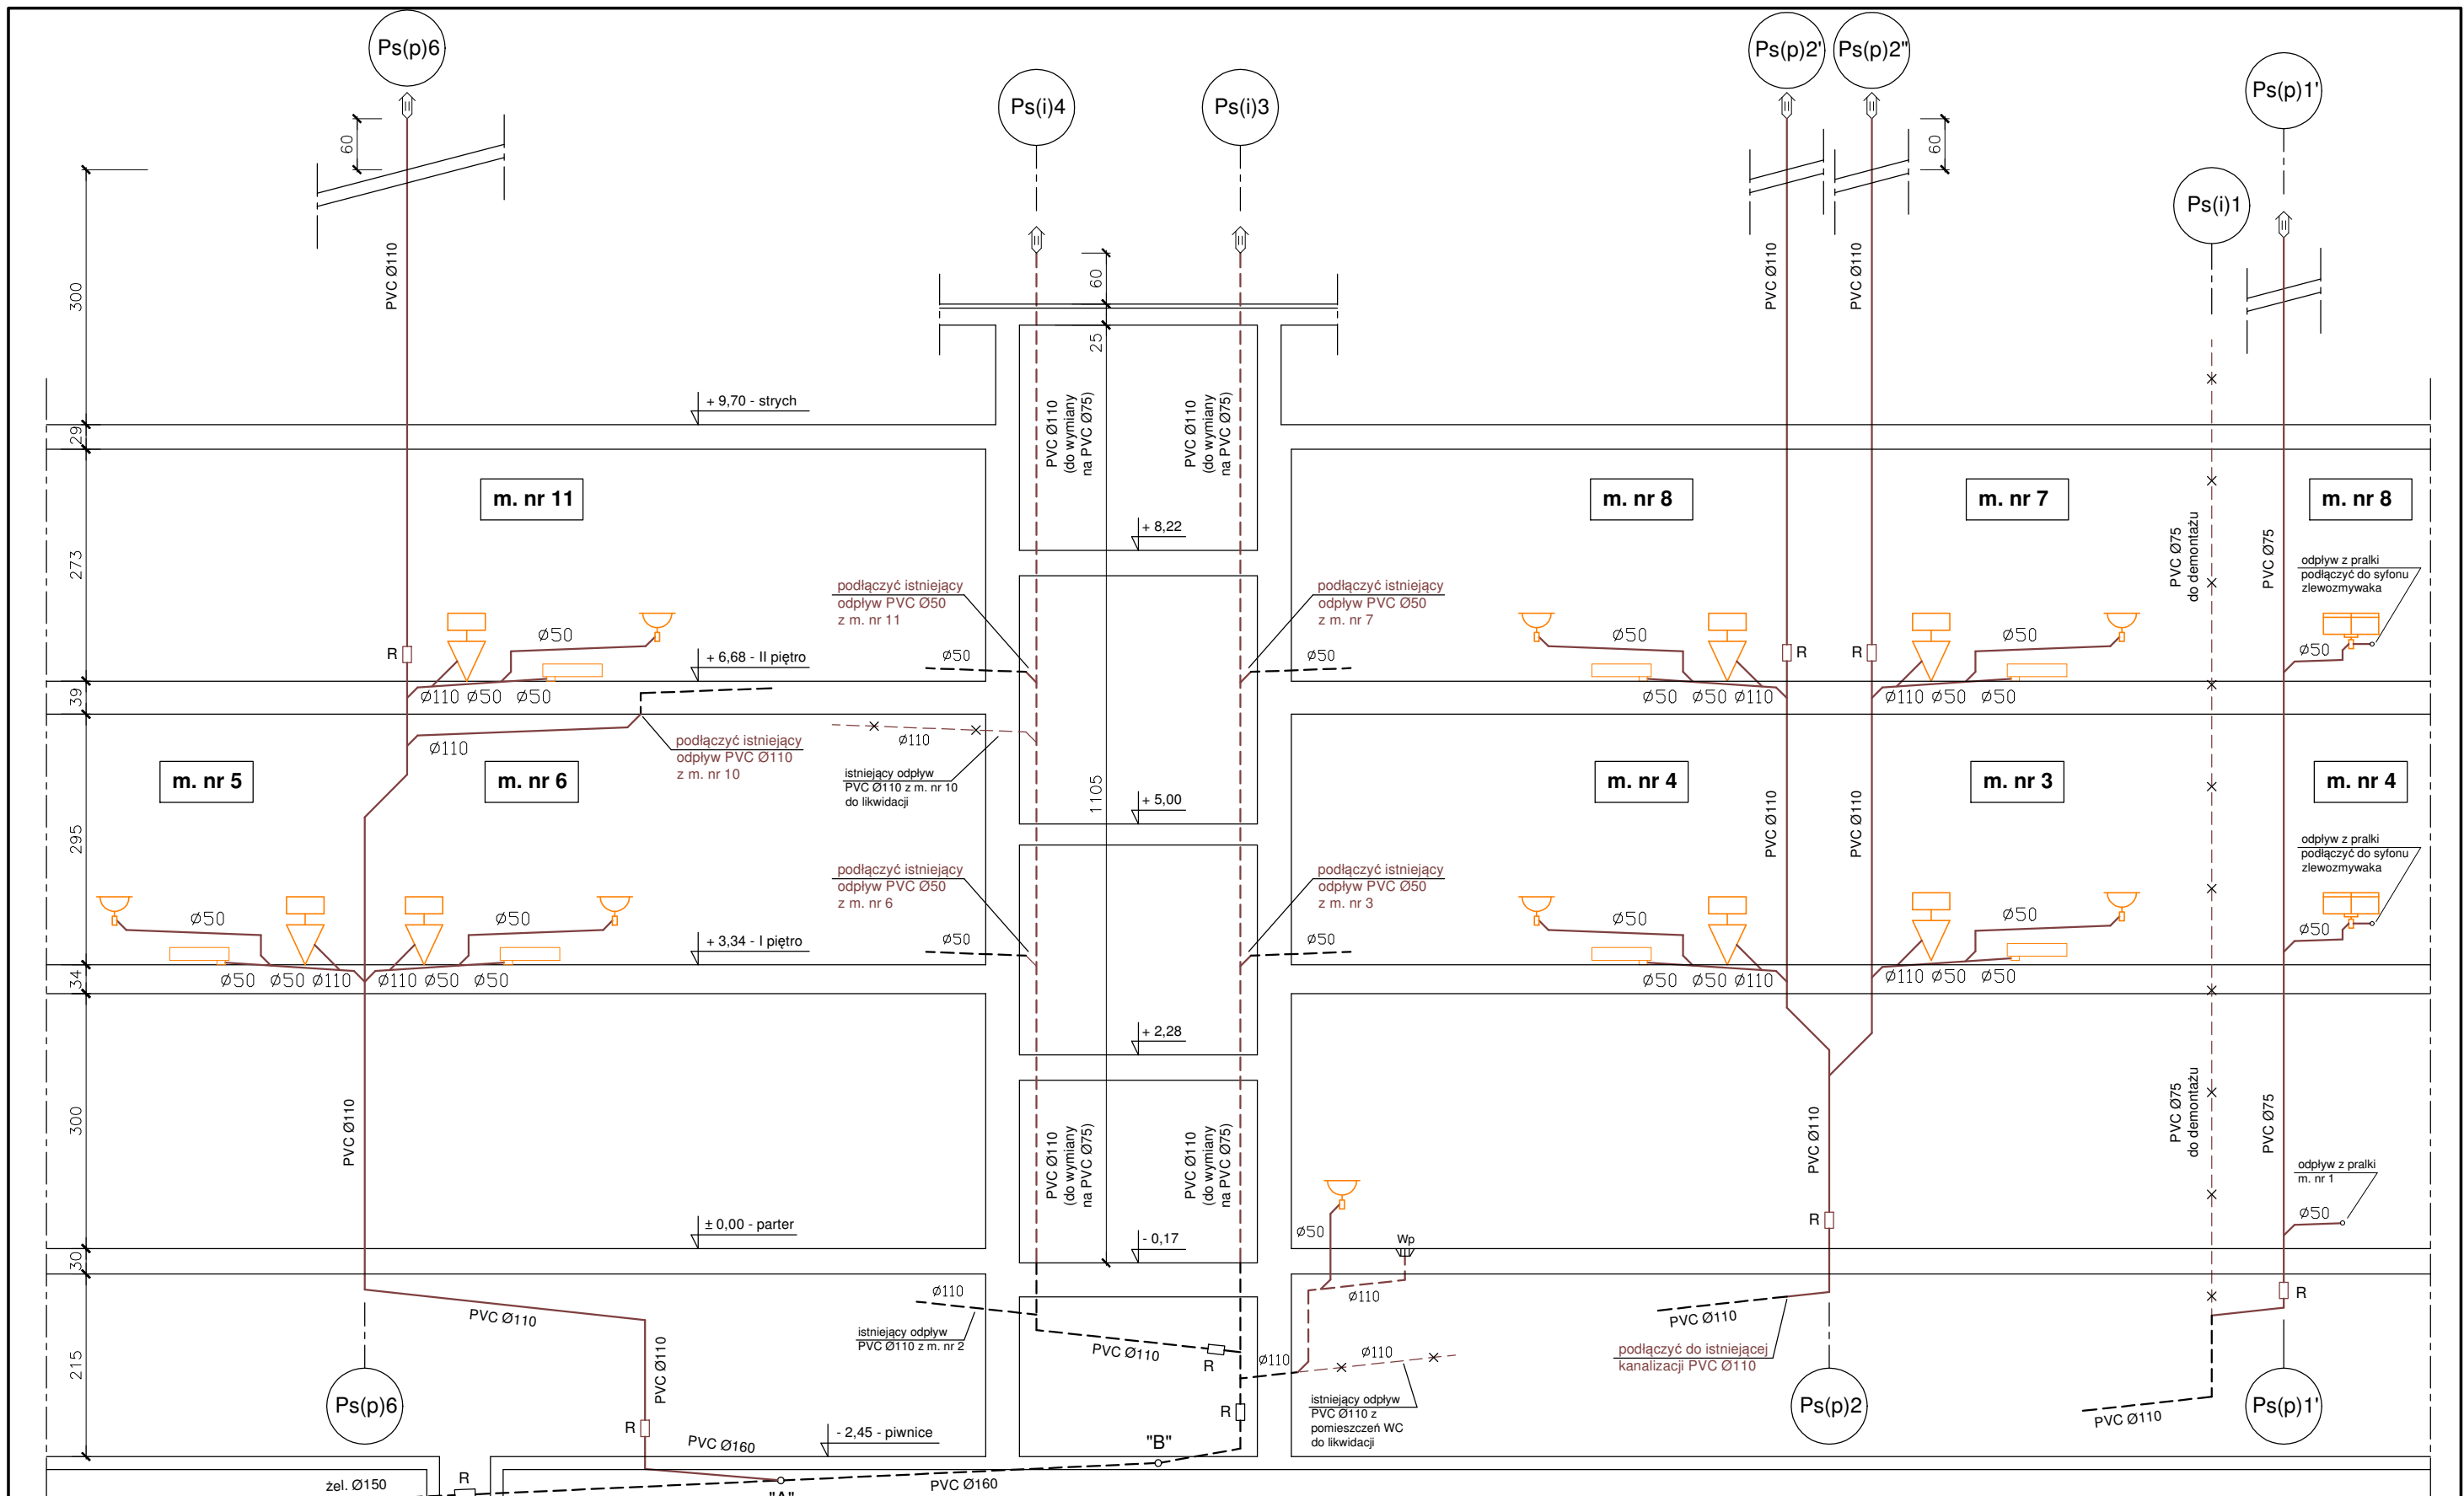 Ps(p)6
Ps(i)4
Ps(i)3
Ps(p)2'
Ps(p)2"
Ps(p)1'
Ps(i)1
60
60
60
25
300
29
273
39
295
34
300
30
215
1105
PVC Ø110
PVC Ø110
PVC Ø110
+ 9,70 - strych
PVC Ø110
(do wymiany
na PVC Ø75)
PVC Ø110
(do wymiany
na PVC Ø75)
m. nr 11
m. nr 8
m. nr 7
m. nr 8
+ 8,22
PVC Ø75
do demontażu
PVC Ø75
podłączyć istniejący
odpływ PVC Ø50
z m. nr 11
podłączyć istniejący
odpływ PVC Ø50
z m. nr 7
odpływ z pralki
podłączyć do syfonu
zlewozmywaka
R
Ø50
+ 6,68 - II piętro
Ø50
Ø50
Ø50
R
R
Ø50
Ø50
Ø110 Ø50 Ø50
Ø50 Ø50 Ø110
Ø110 Ø50 Ø50
Ø110
podłączyć istniejący
odpływ PVC Ø110
z m. nr 10
Ø110
istniejący odpływ
PVC Ø110 z m. nr 10
do likwidacji
m. nr 5
m. nr 6
m. nr 4
m. nr 3
m. nr 4
+ 5,00
PVC Ø110
PVC Ø110
podłączyć istniejący
odpływ PVC Ø50
z m. nr 6
podłączyć istniejący
odpływ PVC Ø50
z m. nr 3
odpływ z pralki
podłączyć do syfonu
zlewozmywaka
Ø50
Ø50
+ 3,34 - I piętro
Ø50
Ø50
Ø50
Ø50
Ø50
Ø50 Ø50 Ø110
Ø110 Ø50 Ø50
Ø50 Ø50 Ø110
Ø110 Ø50 Ø50
+ 2,28
PVC Ø110
PVC Ø110
(do wymiany
na PVC Ø75)
PVC Ø110
(do wymiany
na PVC Ø75)
PVC Ø110
PVC Ø75
do demontażu
PVC Ø75
odpływ z pralki
m. nr 1
Ø50
R
± 0,00 - parter
- 0,17
Ø50
Wp
Ø110
Ø110
istniejący odpływ
PVC Ø110 z m. nr 2
PVC Ø110
PVC Ø110
PVC Ø110
R
Ø110
Ø110
istniejący odpływ
PVC Ø110 z
pomieszczeń WC
do likwidacji
PVC Ø110
podłączyć do istniejącej
kanalizacji PVC Ø110
R
Ps(p)6
Ps(p)2
Ps(p)1'
PVC Ø110
R
R
- 2,45 - piwnice
PVC Ø160
"B"
żel. Ø150
R
"A"
PVC Ø160